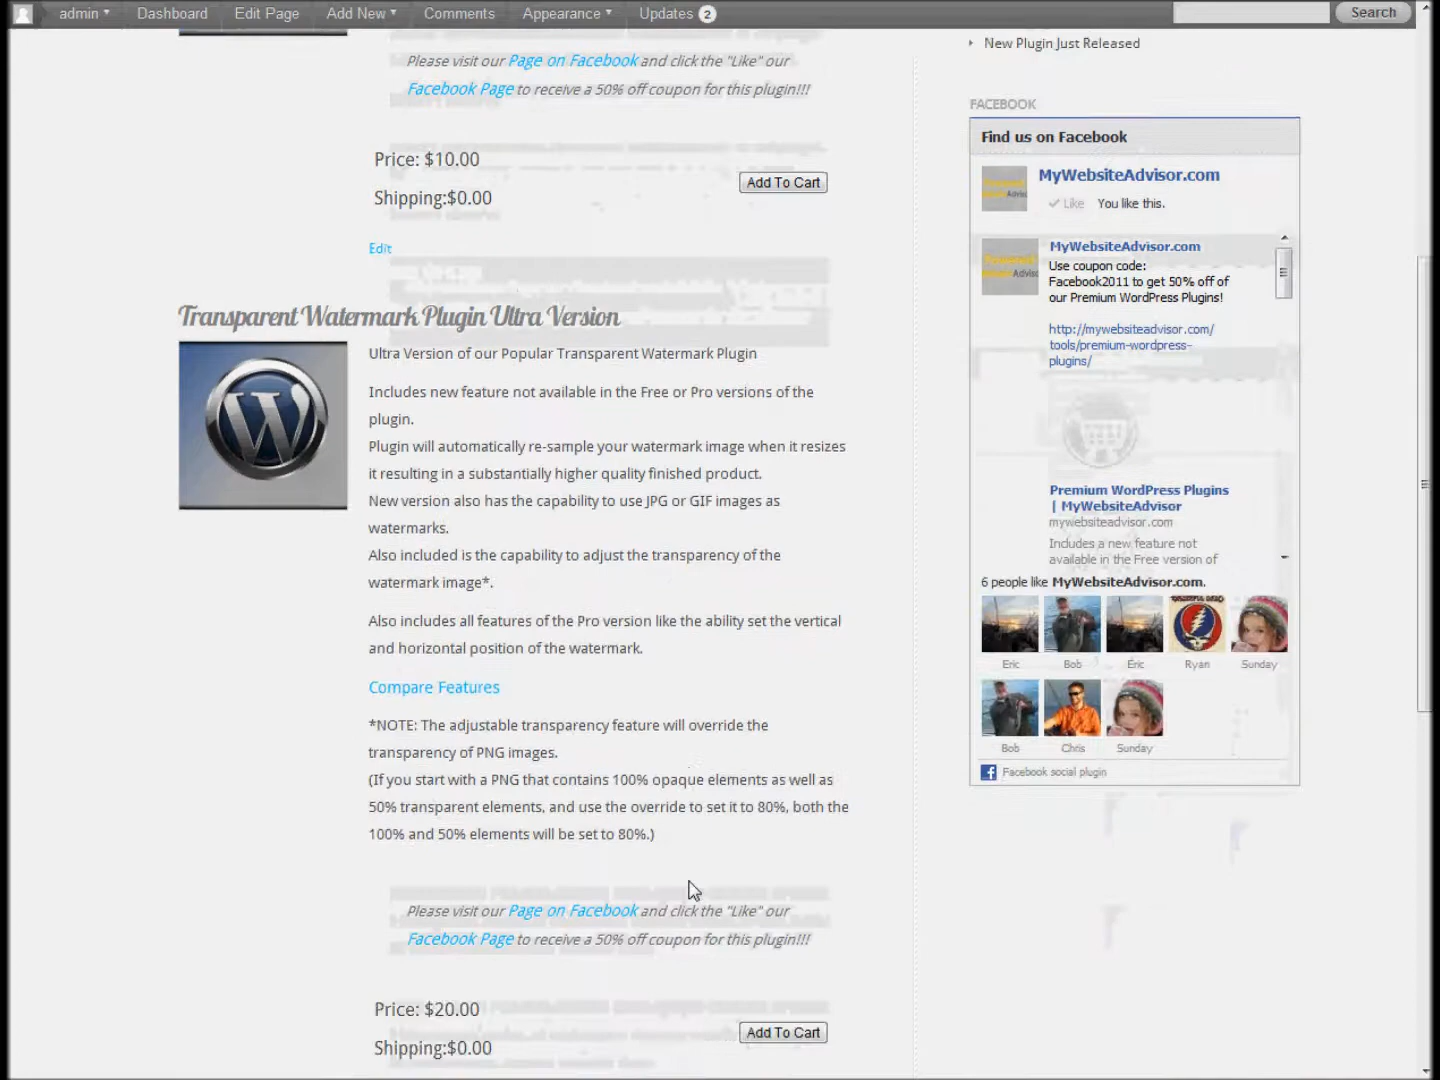 admin Dashboard Edit Page Add New Comments Appearance Updates 2 Search
Please visit our Page on Facebook and click the "Like" our
Facebook Page to receive a 50% off coupon for this plugin!!!
Price: $10.00
Add To Cart
Shipping:$0.00
Edit
Transparent Watermark Plugin Ultra Version
Ultra Version of our Popular Transparent Watermark Plugin
Includes new feature not available in the Free or Pro versions of the
plugin.
Plugin will automatically re-sample your watermark image when it resizes
it resulting in a substantially higher quality finished product.
New version also has the capability to use JPG or GIF images as
watermarks.
Also included is the capability to adjust the transparency of the
watermark image*.
Also includes all features of the Pro version like the ability set the vertical
and horizontal position of the watermark.
Compare Features
*NOTE: The adjustable transparency feature will override the
transparency of PNG images.
(If you start with a PNG that contains 100% opaque elements as well as
50% transparent elements, and use the override to set it to 80%, both the
100% and 50% elements will be set to 80%.)
Please visit our Page on Facebook and click the "Like" our
Facebook Page to receive a 50% off coupon for this plugin!!!
Price: $20.00
Add To Cart
Shipping:$0.00
New Plugin Just Released
FACEBOOK
Find us on Facebook
MyWebsiteAdvisor.com
Like You like this.
MyWebsiteAdvisor.com
Use coupon code:
Facebook2011 to get 50% off of
our Premium WordPress Plugins!
http://mywebsiteadvisor.com/
tools/premium-wordpress-
plugins/
Premium WordPress Plugins
| MyWebsiteAdvisor
mywebsiteadvisor.com
Includes a new feature not
available in the Free version of
6 people like MyWebsiteAdvisor.com.
Eric Bob Eric Ryan Sunday
Bob Chris Sunday
Facebook social plugin